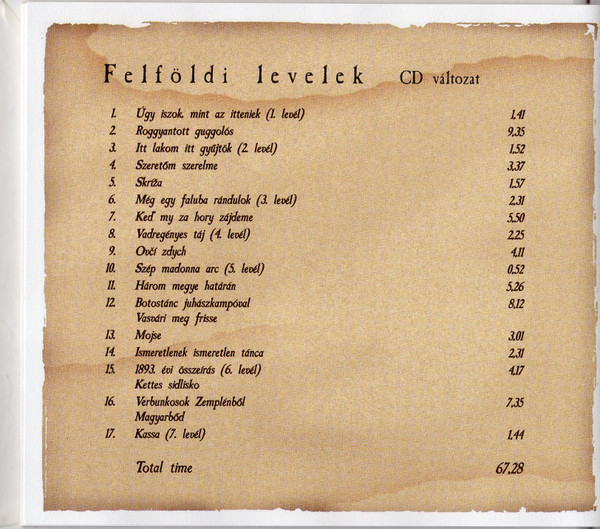 Felföldi levelek CD változat
1. Úgy iszok, mint az itteniek (1. levél) 1,41
2. Roggyantott guggolós 9,35
3. Itt lakom itt gyűjtök (2. levél) 1,52
4. Szeretőm szerelme 3,37
5. Skriža 1,57
6. Még egy faluba rándulok (3. levél) 2,31
7. Keď my za hory zájdeme 5,50
8. Vadregényes táj (4. levél) 2,25
9. Ovčí zdych 4,11
10. Szép madonna arc (5. levél) 0,52
11. Három megye határán 5,26
12. Botostánc juhászkampóval 8,12
Vasvári meg frisse
13. Mojse 3,01
14. Ismeretlenek ismeretlen tánca 2,31
15. 1893. évi összeírás (6. levél) 4,17
Kettes sidlisko
16. Verbunkosok Zemplénből 7,35
Magyarbőd
17. Kassa (7. levél) 1,44
Total time 67,28